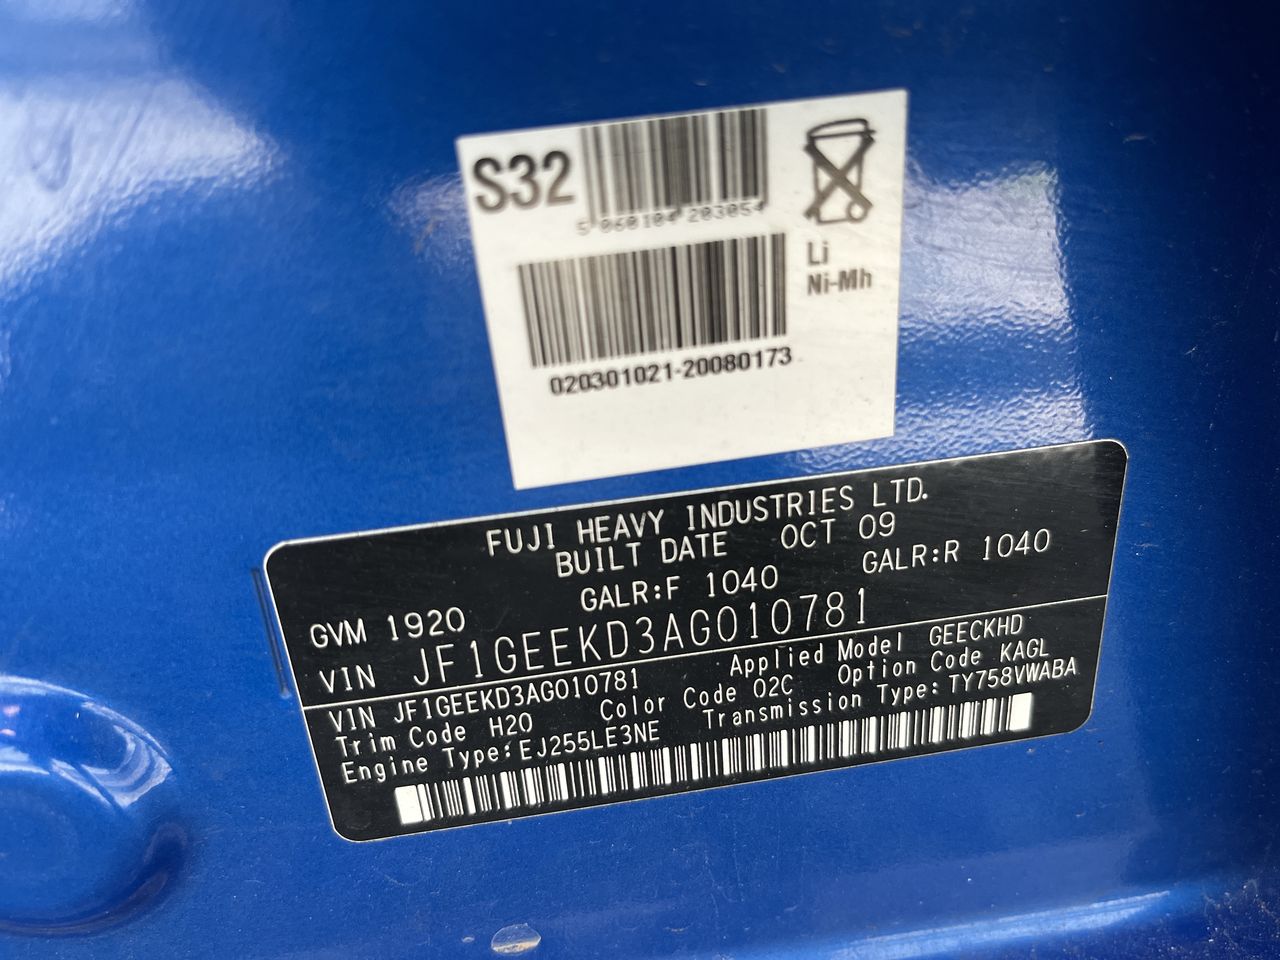 S32
5 060104 203054
Li
Ni-Mh
020301021-20080173
FUJI HEAVY INDUSTRIES LTD.
BUILT DATE OCT 09
GVM 1920 GALR:F 1040 GALR:R 1040
VIN JF1GEEKD3AG010781
VIN JF1GEEKD3AG010781 Applied Model GEECKHD
Trim Code H20 Color Code 02C Option Code KAGL
Engine Type:EJ255LE3NE Transmission Type:TY758VWABA